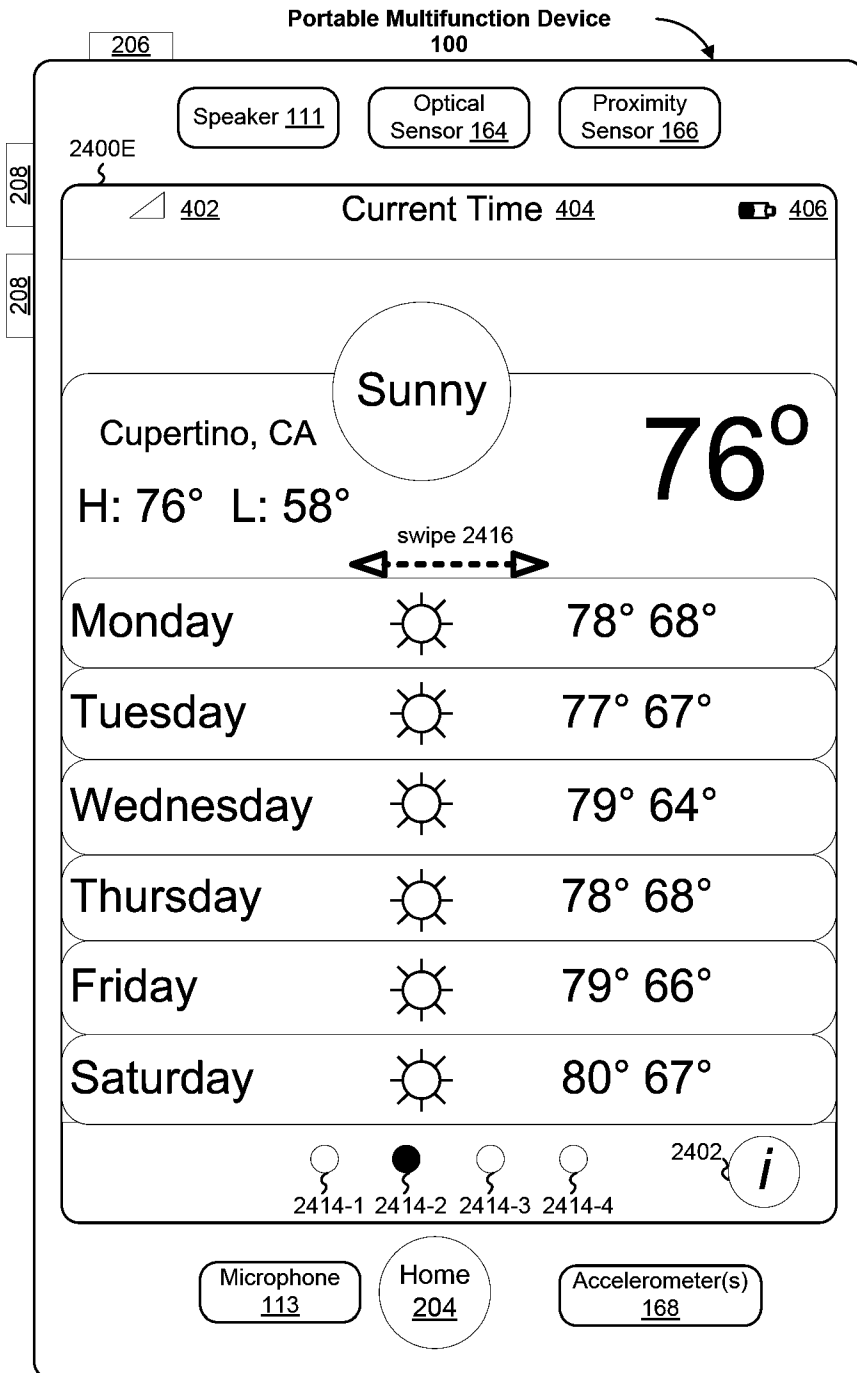 Portable Multifunction Device
100
206
Speaker 111
Optical
Sensor 164
Proximity
Sensor 166
2400E
208
208
402
Current Time 404
406
Sunny
Cupertino, CA
76°
H: 76° L: 58°
swipe 2416
Monday 78° 68°
Tuesday 77° 67°
Wednesday 79° 64°
Thursday 78° 68°
Friday 79° 66°
Saturday 80° 67°
2402
i
2414-1 2414-2 2414-3 2414-4
Microphone
113
Home
204
Accelerometer(s)
168